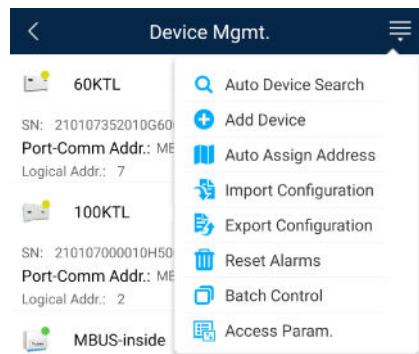 Device Mgmt.
60KTL
SN: 210107352010G60
Port-Comm Addr.: ME
Logical Addr.: 7
100KTL
SN: 210107000010H50
Port-Comm Addr.: ME
Logical Addr.: 2
MBUS-inside
Auto Device Search
Add Device
Auto Assign Address
Import Configuration
Export Configuration
Reset Alarms
Batch Control
Access Param.